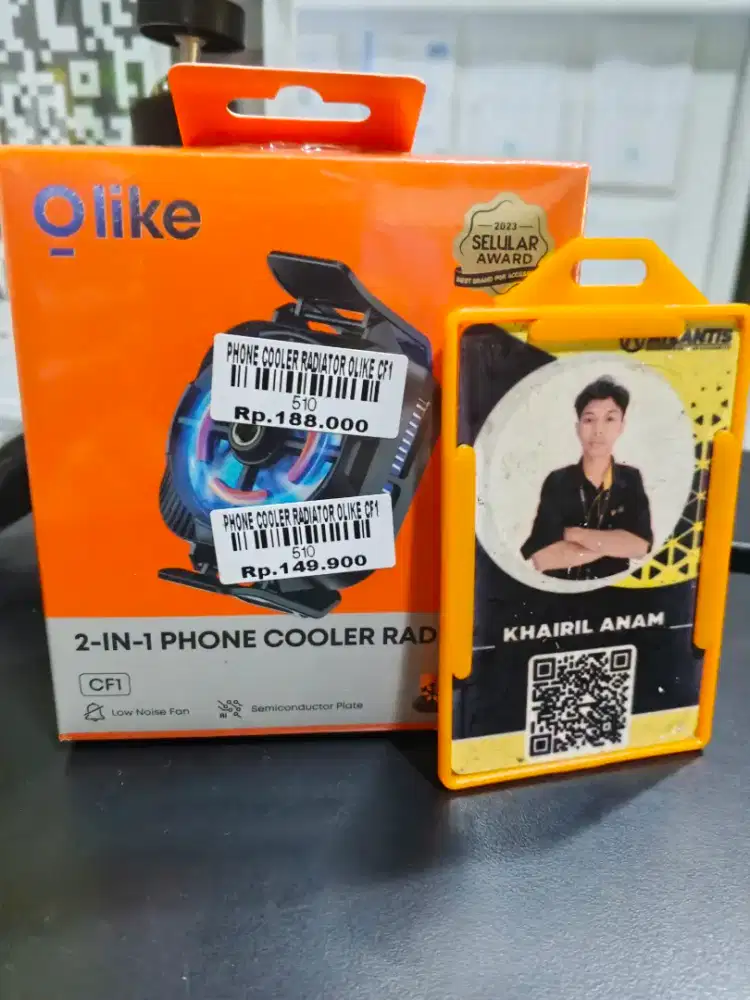 Olike
2023
SELULAR
AWARD
PHONE COOLER RADIATOR OLIKE CF1
510
Rp.188.000
PHONE COOLER RADIATOR OLIKE CF1
510
Rp.149.900
2-IN-1 PHONE COOLER RAD
CF1
Low Noise Fan
Semiconductor Plate
KHAIRIL ANAM